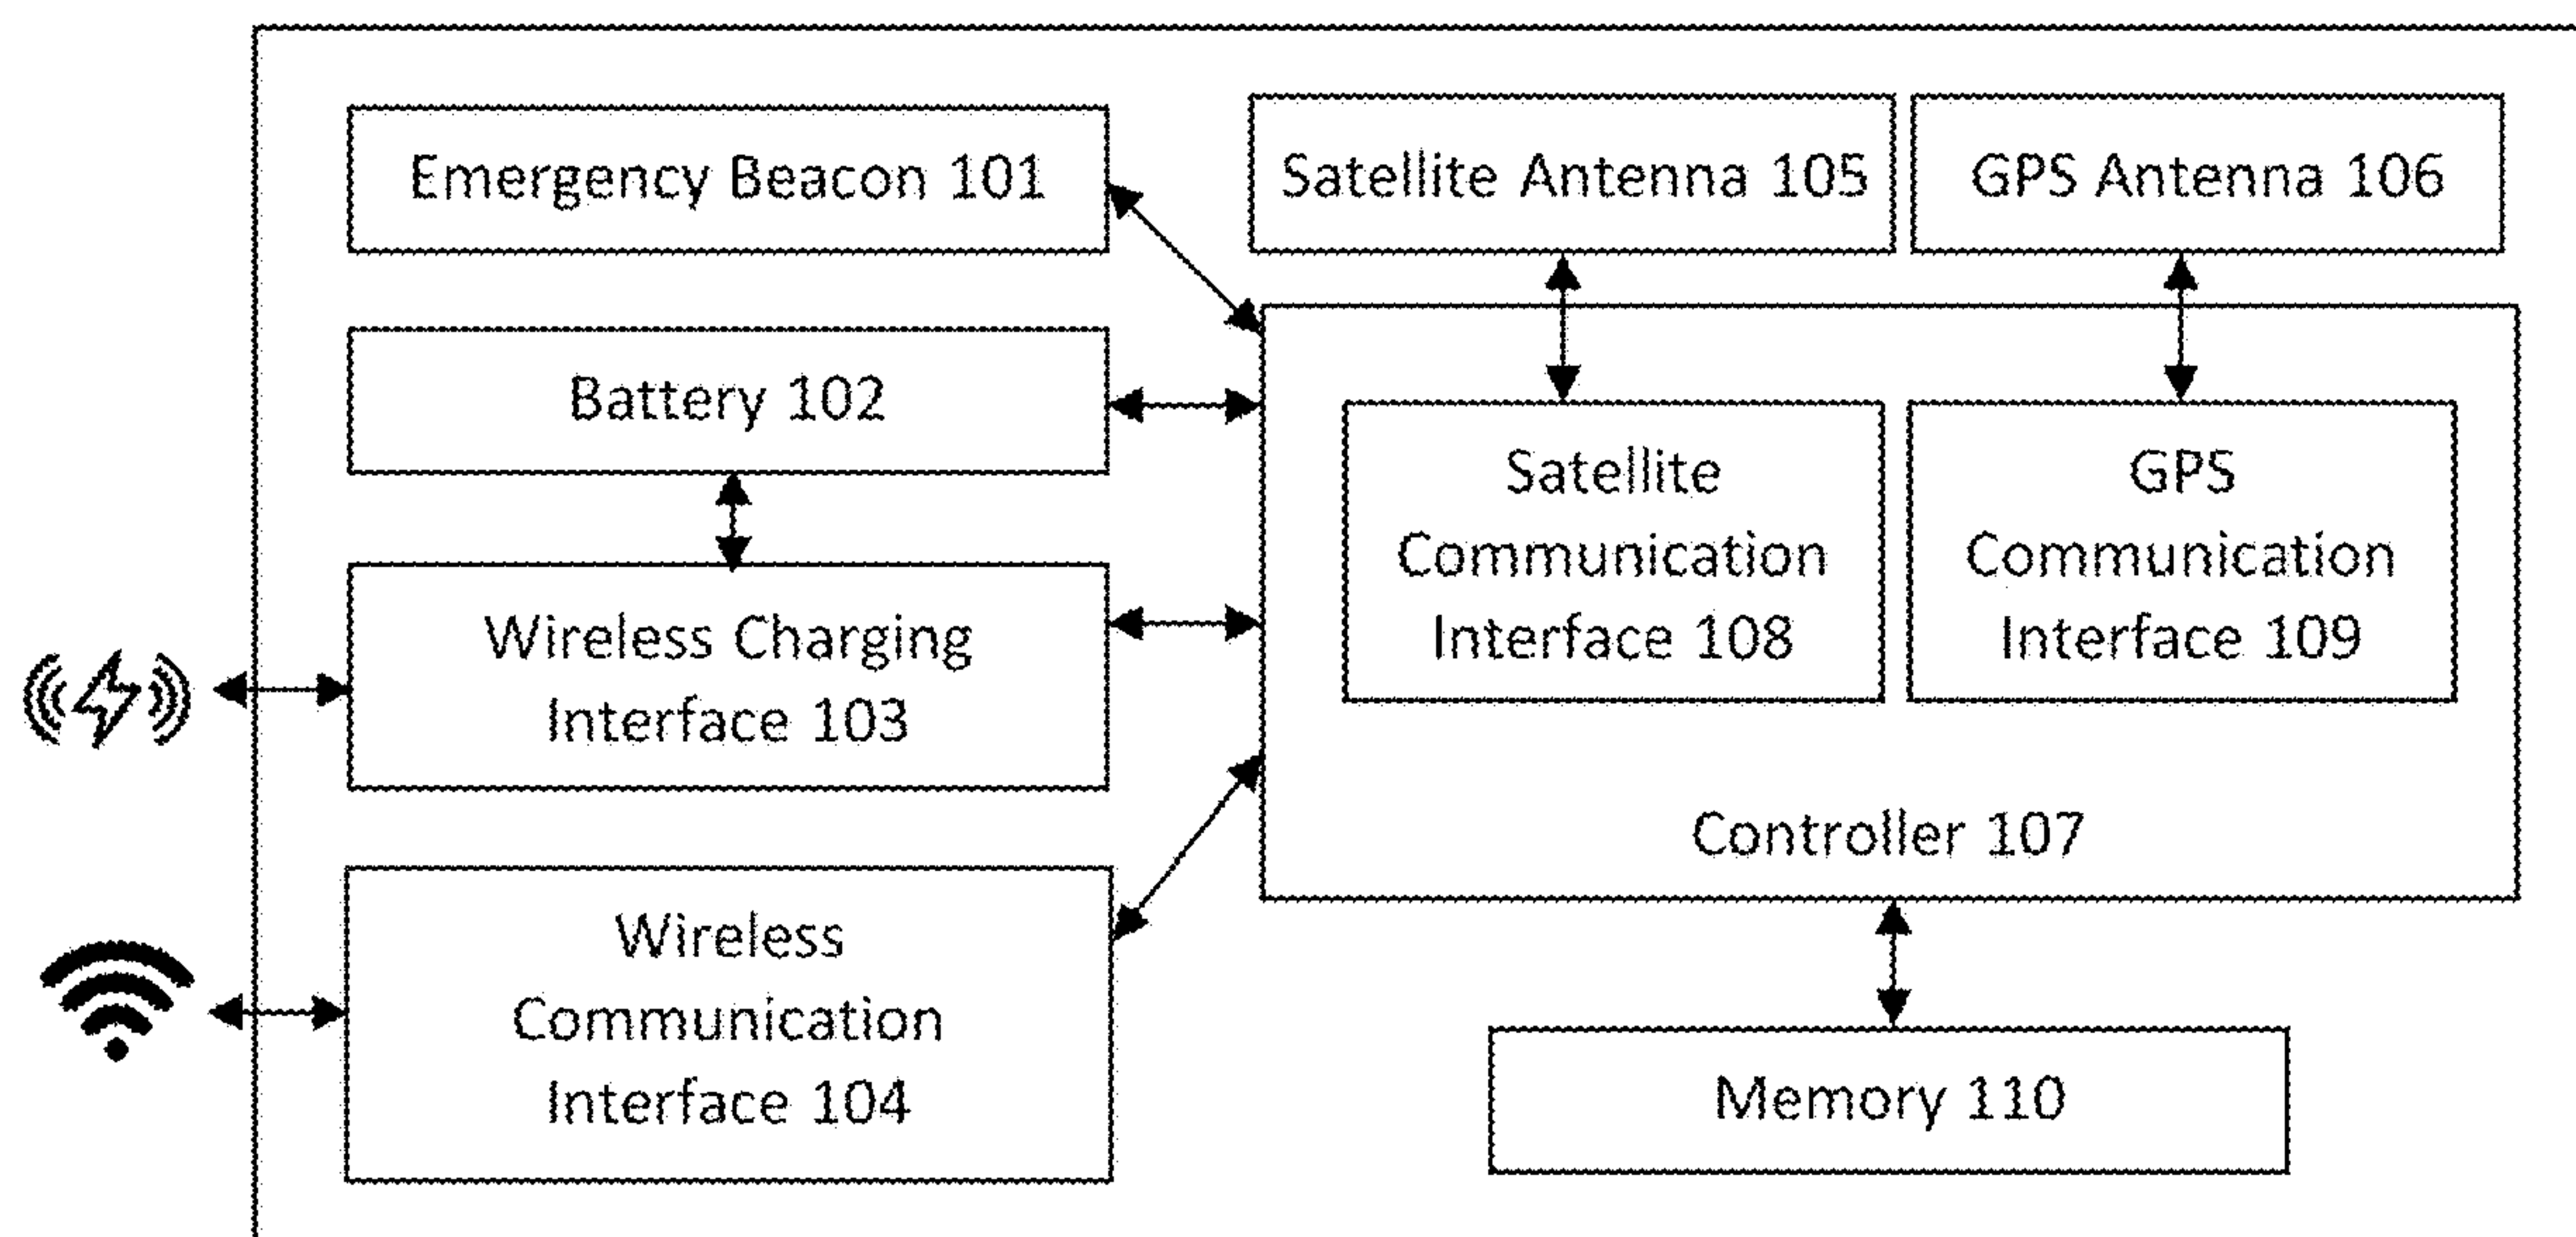 Emergency Beacon 101
Satellite Antenna 105
GPS Antenna 106
Battery 102
Satellite
Communication
Interface 108
GPS
Communication
Interface 109
Wireless Charging
Interface 103
Controller 107
Wireless
Communication
Interface 104
Memory 110